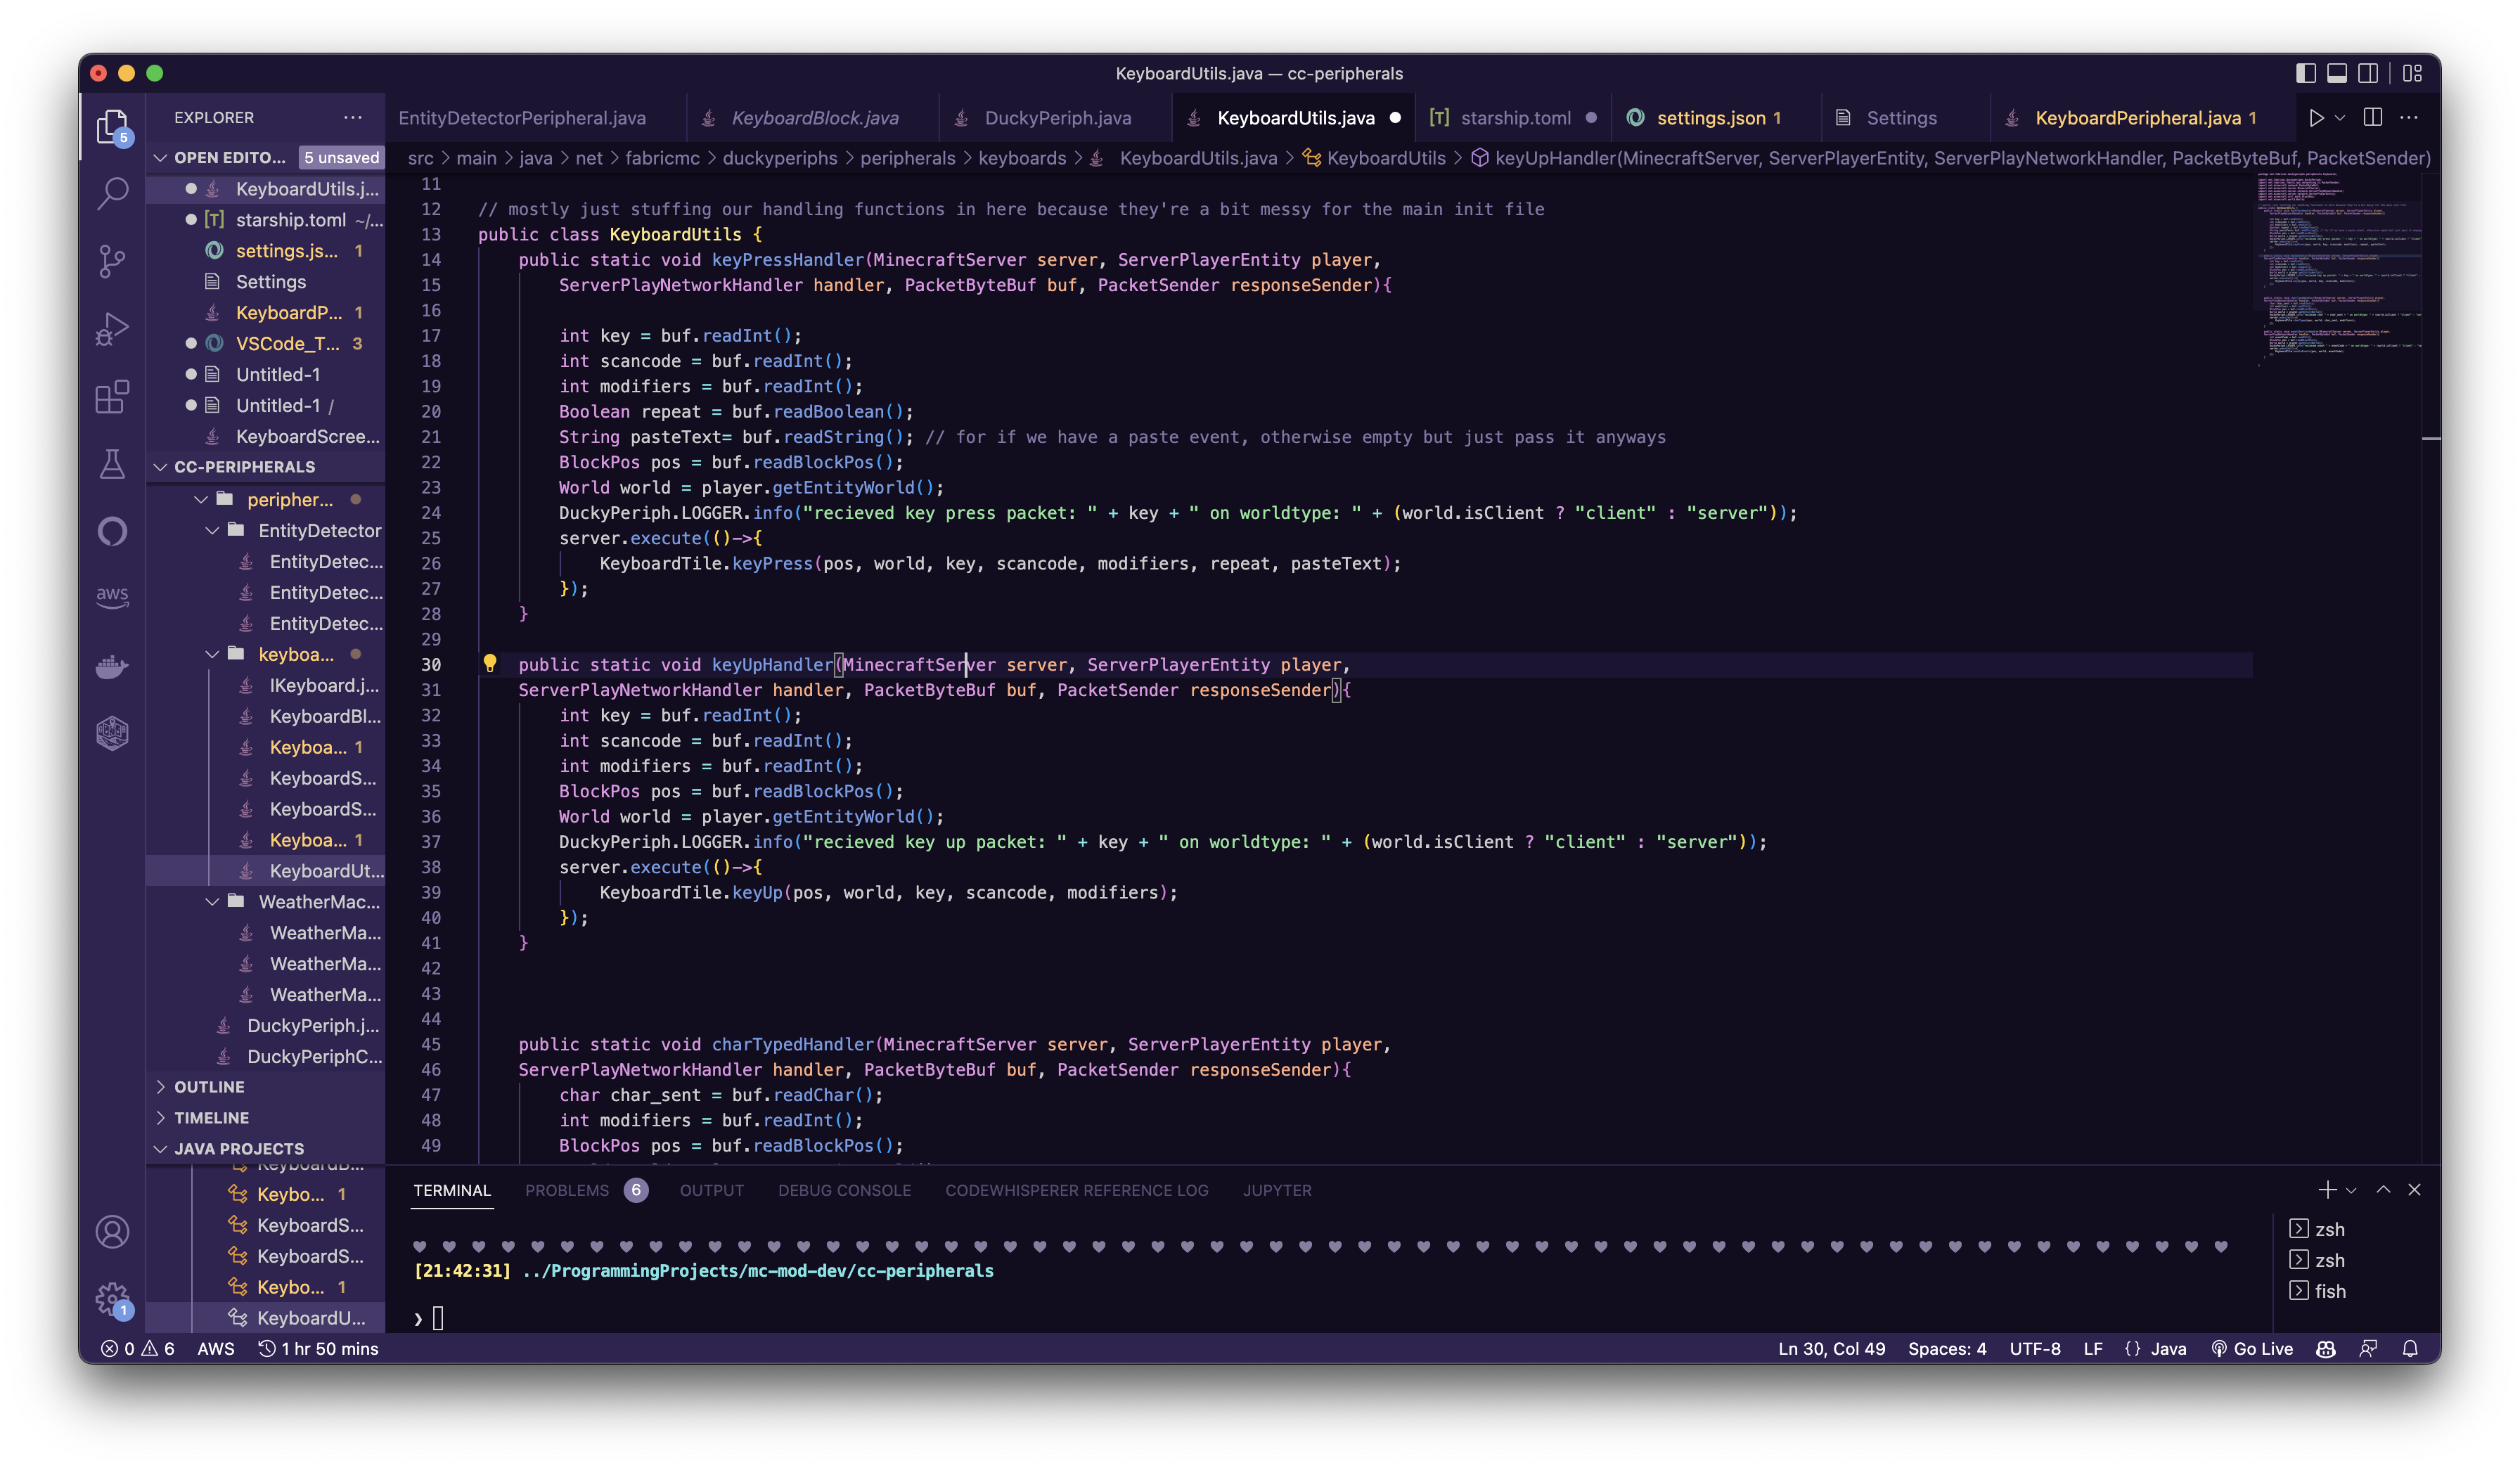 KeyboardUtils.java — cc-peripherals
EXPLORER
EntityDetectorPeripheral.java
KeyboardBlock.java
DuckyPeriph.java
KeyboardUtils.java
[T] starship.toml
settings.json 1
Settings
KeyboardPeripheral.java 1
5
OPEN EDITO... 5 unsaved
src > main > java > net > fabricmc > duckyperiphs > peripherals > keyboards > KeyboardUtils.java > KeyboardUtils > keyUpHandler(MinecraftServer, ServerPlayerEntity, ServerPlayNetworkHandler, PacketByteBuf, PacketSender)
KeyboardUtils.j...
[T] starship.toml ~/...
settings.js... 1
Settings
KeyboardP... 1
VSCode_T... 3
Untitled-1
Untitled-1 /
KeyboardScree...
CC-PERIPHERALS
peripher...
EntityDetector
EntityDetec...
EntityDetec...
EntityDetec...
keyboa...
IKeyboard.j...
KeyboardBl...
Keyboa... 1
KeyboardS...
KeyboardS...
Keyboa... 1
KeyboardUt...
WeatherMac...
WeatherMa...
WeatherMa...
WeatherMa...
DuckyPeriph.j...
DuckyPeriphC...
OUTLINE
TIMELINE
JAVA PROJECTS
Keybo... 1
KeyboardS...
KeyboardS...
Keybo... 1
KeyboardU...
aws
1
11
12 // mostly just stuffing our handling functions in here because they're a bit messy for the main init file
13 public class KeyboardUtils {
14 public static void keyPressHandler(MinecraftServer server, ServerPlayerEntity player,
15 ServerPlayNetworkHandler handler, PacketByteBuf buf, PacketSender responseSender){
16
17 int key = buf.readInt();
18 int scancode = buf.readInt();
19 int modifiers = buf.readInt();
20 Boolean repeat = buf.readBoolean();
21 String pasteText= buf.readString(); // for if we have a paste event, otherwise empty but just pass it anyways
22 BlockPos pos = buf.readBlockPos();
23 World world = player.getEntityWorld();
24 DuckyPeriph.LOGGER.info("recieved key press packet: " + key + " on worldtype: " + (world.isClient ? "client" : "server"));
25 server.execute(()->{
26 KeyboardTile.keyPress(pos, world, key, scancode, modifiers, repeat, pasteText);
27 });
28 }
29
30 public static void keyUpHandler(MinecraftServer server, ServerPlayerEntity player,
31 ServerPlayNetworkHandler handler, PacketByteBuf buf, PacketSender responseSender){
32 int key = buf.readInt();
33 int scancode = buf.readInt();
34 int modifiers = buf.readInt();
35 BlockPos pos = buf.readBlockPos();
36 World world = player.getEntityWorld();
37 DuckyPeriph.LOGGER.info("recieved key up packet: " + key + " on worldtype: " + (world.isClient ? "client" : "server"));
38 server.execute(()->{
39 KeyboardTile.keyUp(pos, world, key, scancode, modifiers);
40 });
41 }
42
43
44
45 public static void charTypedHandler(MinecraftServer server, ServerPlayerEntity player,
46 ServerPlayNetworkHandler handler, PacketByteBuf buf, PacketSender responseSender){
47 char char_sent = buf.readChar();
48 int modifiers = buf.readInt();
49 BlockPos pos = buf.readBlockPos();
TERMINAL PROBLEMS 6 OUTPUT DEBUG CONSOLE CODEWHISPERER REFERENCE LOG JUPYTER
[21:42:31] ../ProgrammingProjects/mc-mod-dev/cc-peripherals
❯
zsh
zsh
fish
0 6 AWS 1 hr 50 mins
Ln 30, Col 49 Spaces: 4 UTF-8 LF {} Java Go Live